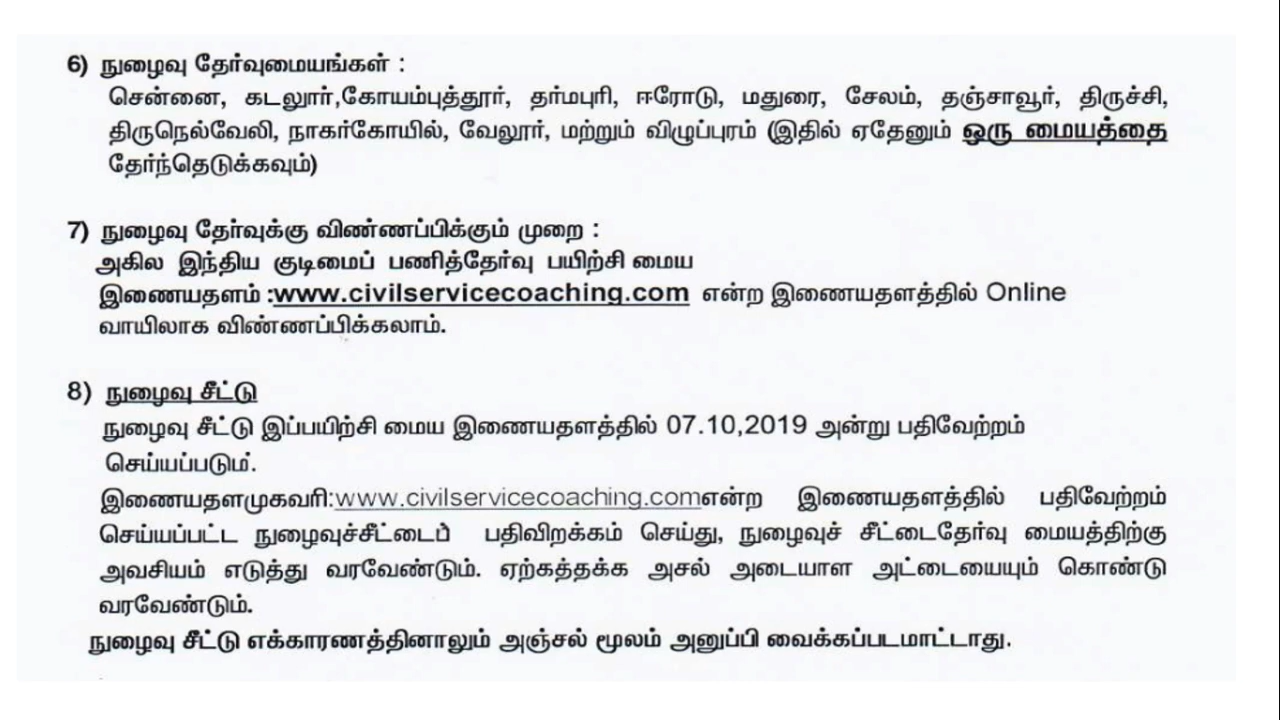 6) நுழைவு தேர்வுமையங்கள் :
சென்னை, கடலூர்,கோயம்புத்தூர், தர்மபுரி, ஈரோடு, மதுரை, சேலம், தஞ்சாவூர், திருச்சி,
திருநெல்வேலி, நாகர்கோயில், வேலூர், மற்றும் விழுப்புரம் (இதில் ஏதேனும் ஒரு மையத்தை
தேர்ந்தெடுக்கவும்)
7) நுழைவு தேர்வுக்கு விண்ணப்பிக்கும் முறை :
அகில இந்திய குடிமைப் பணித்தேர்வு பயிற்சி மைய
இணையதளம் :www.civilservicecoaching.com என்ற இணையதளத்தில் Online
வாயிலாக விண்ணப்பிக்கலாம்.
8) நுழைவு சீட்டு
நுழைவு சீட்டு இப்பயிற்சி மைய இணையதளத்தில் 07.10,2019 அன்று பதிவேற்றம்
செய்யப்படும்.
இணையதளமுகவரி:www.civilservicecoaching.comஎன்ற இணையதளத்தில் பதிவேற்றம்
செய்யப்பட்ட நுழைவுச்சீட்டைப் பதிவிறக்கம் செய்து, நுழைவுச் சீட்டைதேர்வு மையத்திற்கு
அவசியம் எடுத்து வரவேண்டும். ஏற்கத்தக்க அசல் அடையாள அட்டையையும் கொண்டு
வரவேண்டும்.
நுழைவு சீட்டு எக்காரணத்தினாலும் அஞ்சல் மூலம் அனுப்பி வைக்கப்படமாட்டாது.